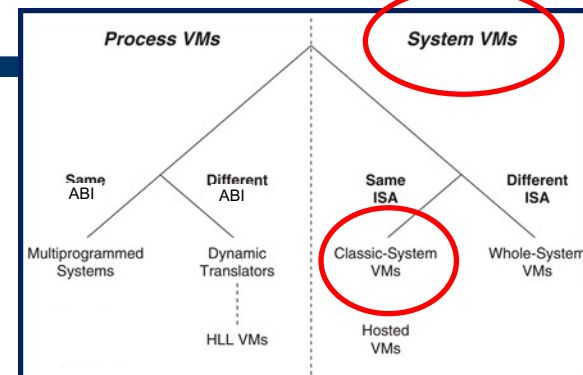 Process VMs
System VMs
Same
ABI
Different
ABI
Same
ISA
Different
ISA
Multiprogrammed
Systems
Dynamic
Translators
Classic-System
VMs
Whole-System
VMs
HLL VMs
Hosted
VMs